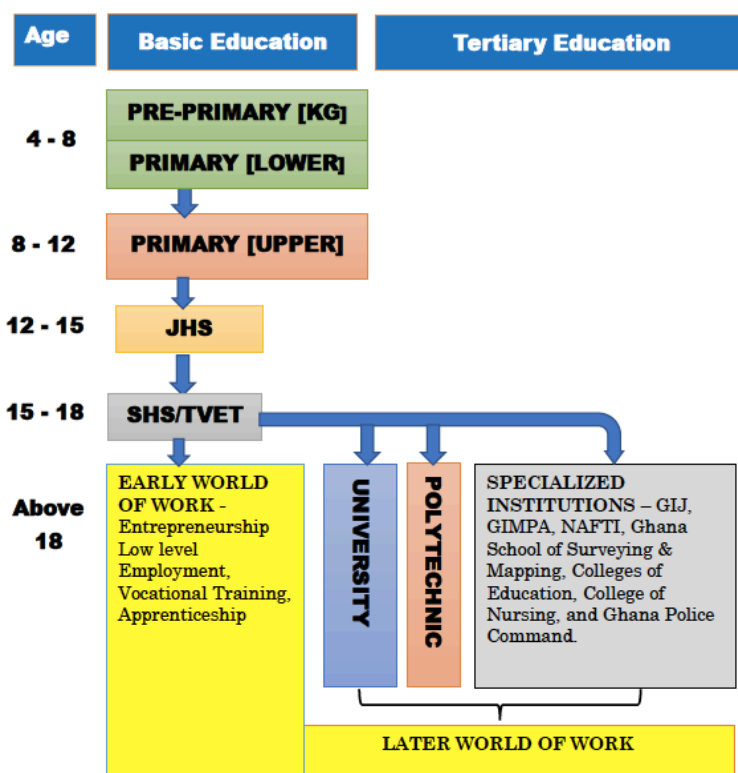 Age
Basic Education
Tertiary Education
4 - 8
PRE-PRIMARY [KG]
PRIMARY [LOWER]
8 - 12
PRIMARY [UPPER]
12 - 15
JHS
15 - 18
SHS/TVET
Above
18
EARLY WORLD
OF WORK -
Entrepreneurship
Low level
Employment,
Vocational Training,
Apprenticeship
UNIVERSITY
POLYTECHNIC
SPECIALIZED
INSTITUTIONS – GIJ,
GIMPA, NAFTI, Ghana
School of Surveying &
Mapping, Colleges of
Education, College of
Nursing, and Ghana Police
Command.
LATER WORLD OF WORK